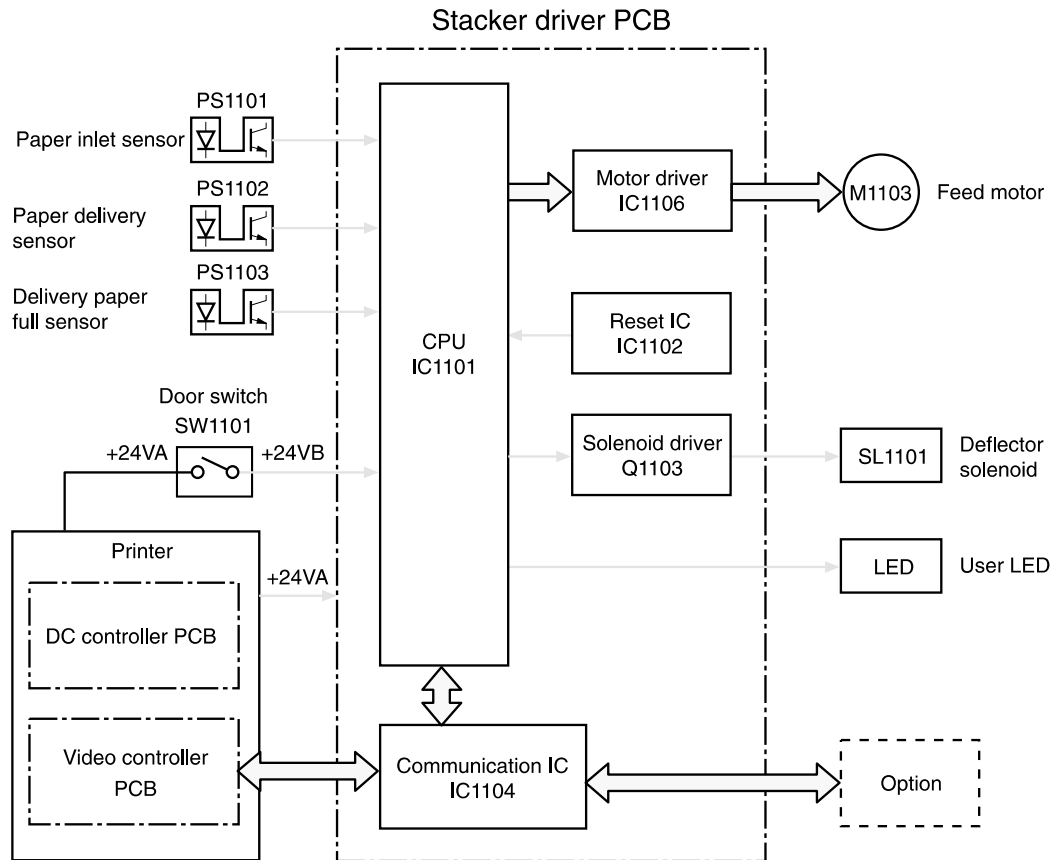 Stacker driver PCB
PS1101
Paper inlet sensor
PS1102
Paper delivery
sensor
PS1103
Delivery paper
full sensor
CPU
IC1101
Motor driver
IC1106
M1103
Feed motor
Reset IC
IC1102
Door switch
SW1101
+24VA
+24VB
Solenoid driver
Q1103
SL1101
Deflector
solenoid
Printer
+24VA
LED
User LED
DC controller PCB
Video controller
PCB
Communication IC
IC1104
Option